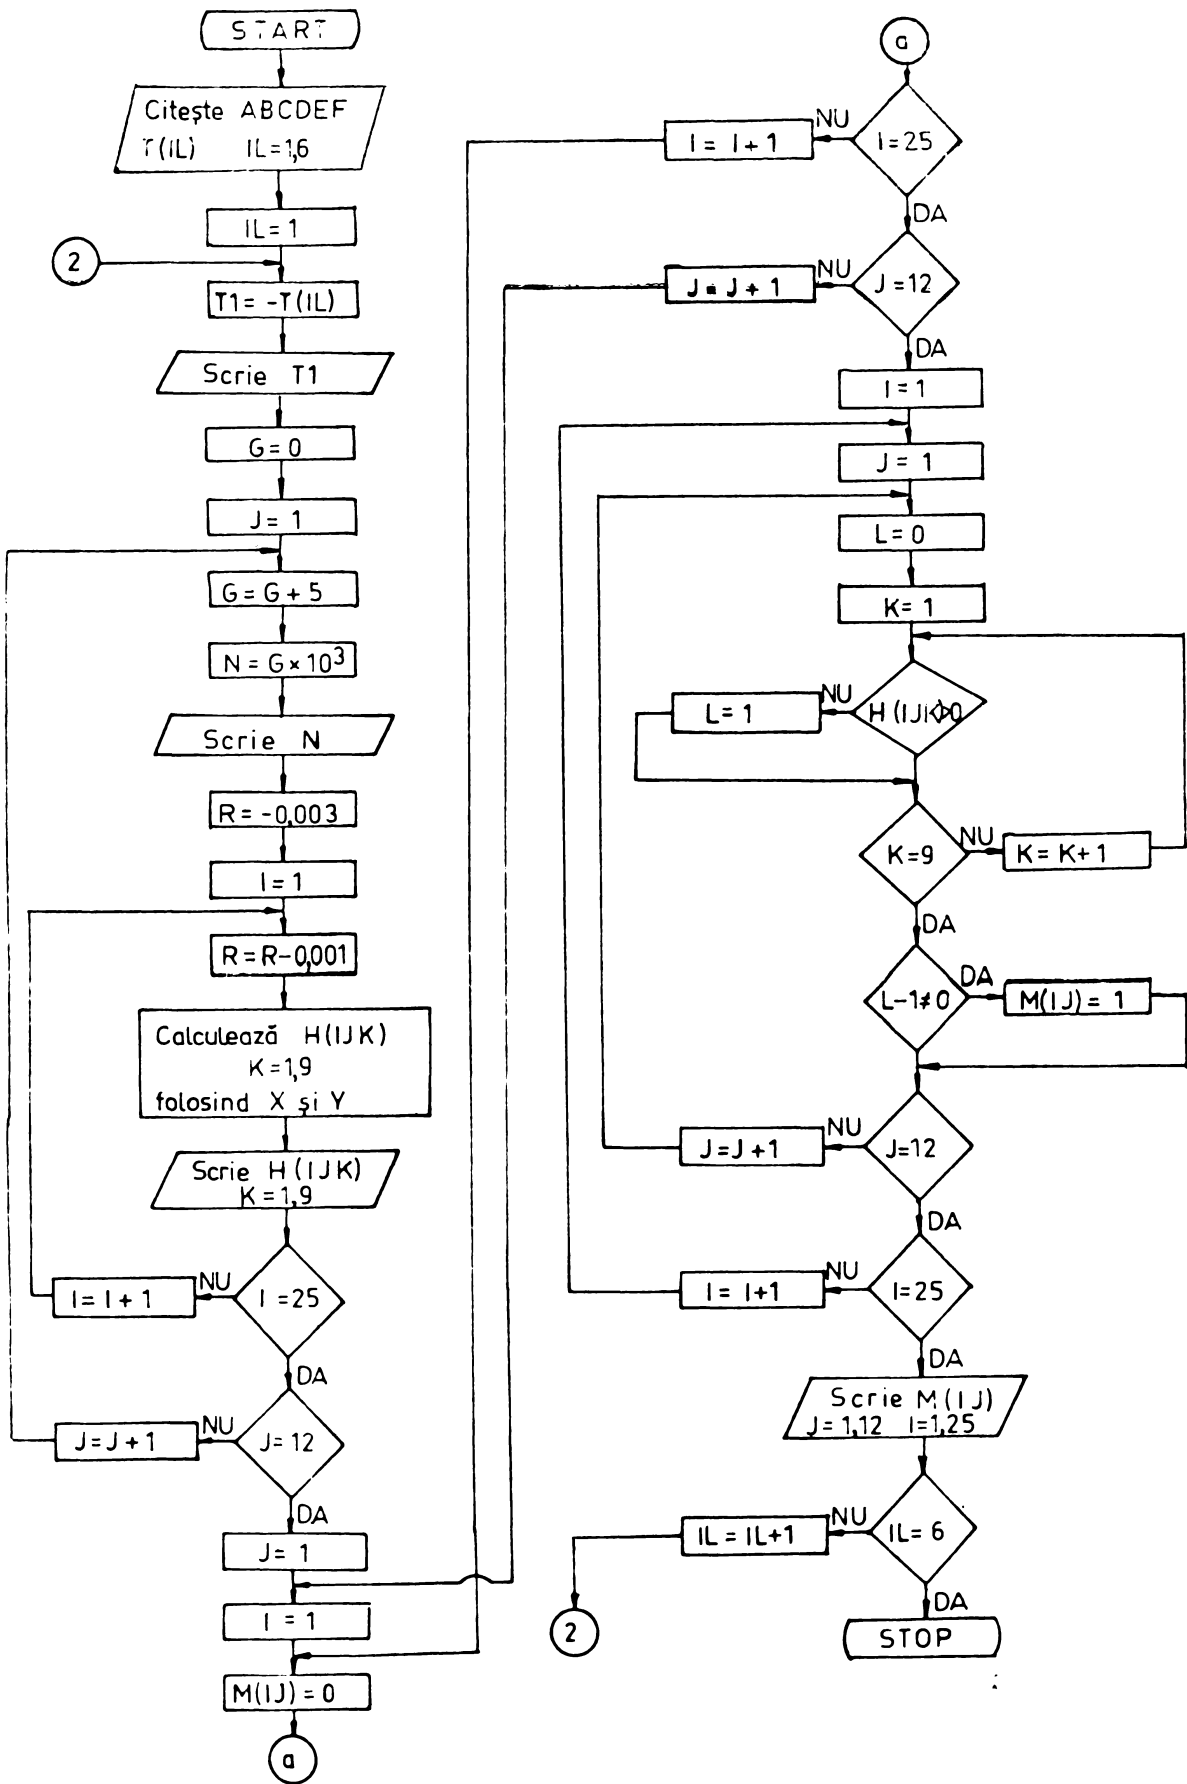 START
Citește ABCDEF
T(IL) IL=1,6
IL=1
2
T1=-T(IL)
Scrie T1
G=0
J=1
G=G+5
N=G×10³
Scrie N
R=-0,003
I=1
R=R-0,001
Calculează H(IJK)
K=1,9
folosind X și Y
Scrie H(IJK)
K=1,9
I=25
NU
I=I+1
DA
J=12
NU
J=J+1
DA
J=1
I=1
M(IJ)=0
a
a
I=25
NU
I=I+1
DA
J=12
NU
J=J+1
DA
I=1
J=1
L=0
K=1
NU
L=1
K=9
NU
K=K+1
DA
L-1≠0
DA
M(IJ)=1
J=12
NU
J=J+1
DA
I=25
NU
I=I+1
DA
Scrie M(IJ)
J=1,12 I=1,25
IL=6
NU
IL=IL+1
2
DA
STOP